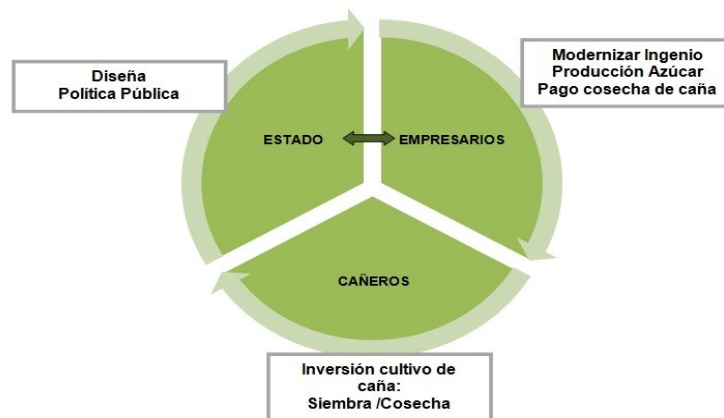 Diseña
Política Pública
Modernizar Ingenio
Producción Azúcar
Pago cosecha de caña
ESTADO
EMPRESARIOS
CAÑEROS
Inversión cultivo de
caña:
Siembra /Cosecha